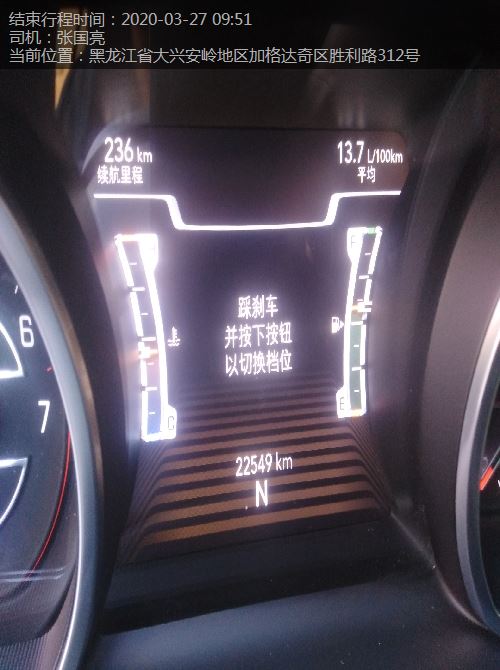 结束行程时间：2020-03-27 09:51
司机：张国亮
当前位置：黑龙江省大兴安岭地区加格达奇区胜利路312号
236 km
续航里程
13.7 L/100km
平均
踩刹车
并按下按钮
以切换档位
E
6
7
22549 km
N